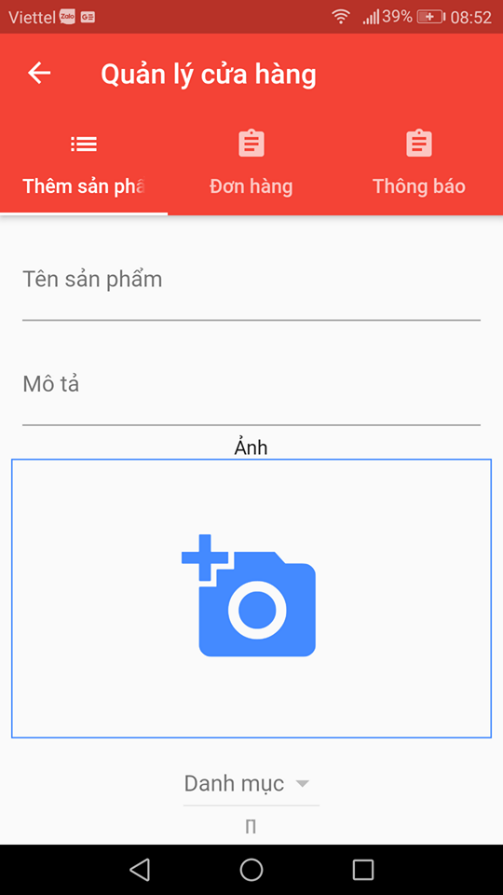 Viettel Zalo 39% 08:52
Quản lý cửa hàng
Thêm sản phẩ Đơn hàng Thông báo
Tên sản phẩm
Mô tả
Ảnh
Danh mục